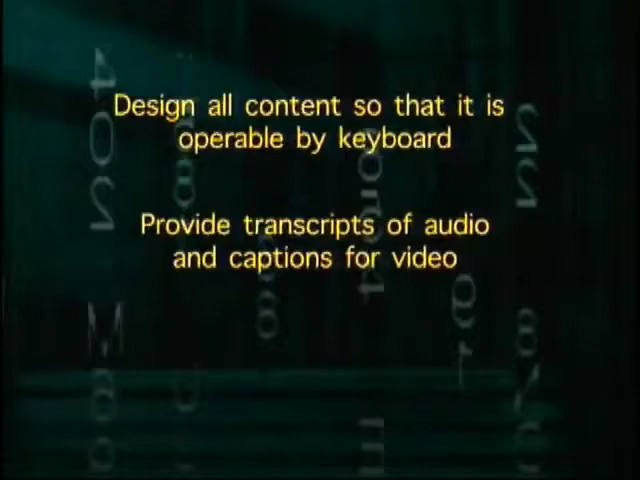 Design all content so that it is
operable by keyboard
Provide transcripts of audio
and captions for video